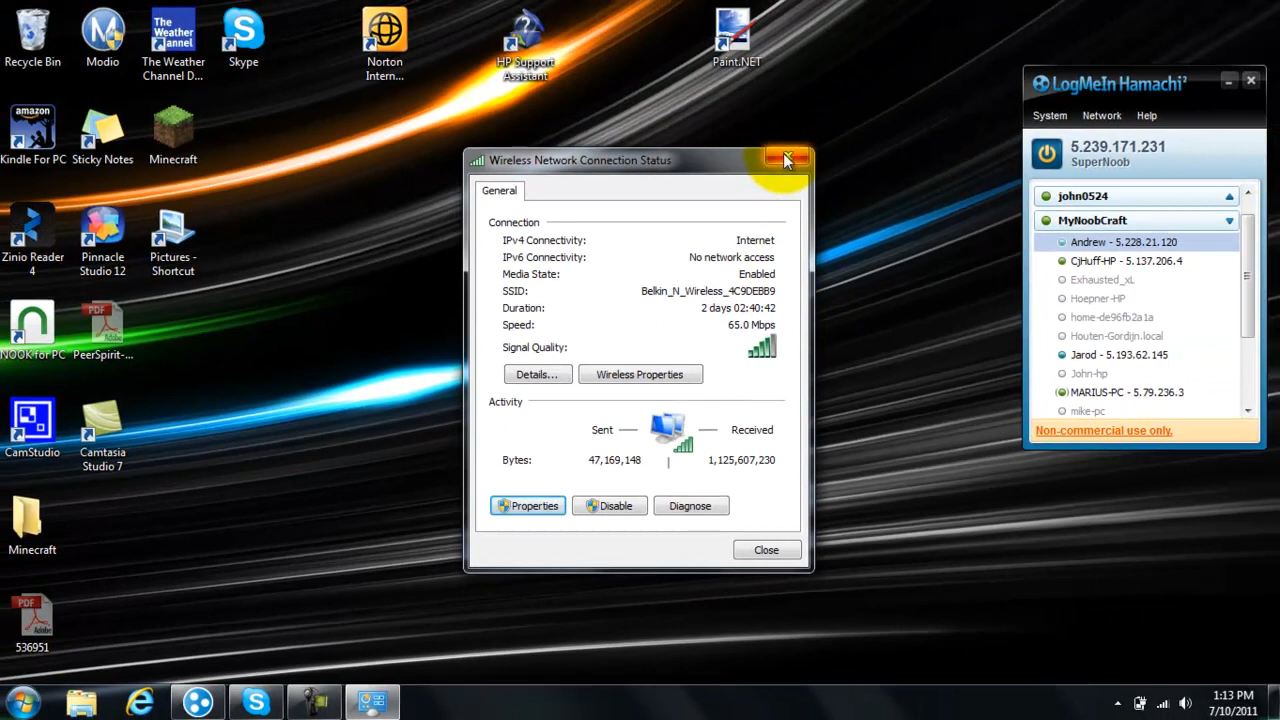 Recycle Bin
Modio
The Weather
Channel D...
Skype
Norton
Intern...
HP Support
Assistant
Paint.NET
amazon
Kindle For PC
Sticky Notes
Minecraft
Zinio Reader
4
Pinnacle
Studio 12
Pictures -
Shortcut
NOOK for PC
PDF
Adobe
PeerSpirit-...
CamStudio
Camtasia
Studio 7
Minecraft
PDF
Adobe
536951
Wireless Network Connection Status
General
Connection
IPv4 Connectivity: Internet
IPv6 Connectivity: No network access
Media State: Enabled
SSID: Belkin_N_Wireless_4C9DEBB9
Duration: 2 days 02:40:42
Speed: 65.0 Mbps
Signal Quality:
Details... Wireless Properties
Activity
Sent Received
Bytes: 47,169,148 1,125,607,230
Properties Disable Diagnose
Close
LogMeIn Hamachi²
System Network Help
5.239.171.231
SuperNoob
john0524
MyNoobCraft
Andrew - 5.228.21.120
CjHuff-HP - 5.137.206.4
Exhausted_xL
Hoepner-HP
home-de96fb2a1a
Houten-Gordijn.local
Jarod - 5.193.62.145
John-hp
MARIUS-PC - 5.79.236.3
mike-pc
Non-commercial use only.
1:13 PM
7/10/2011